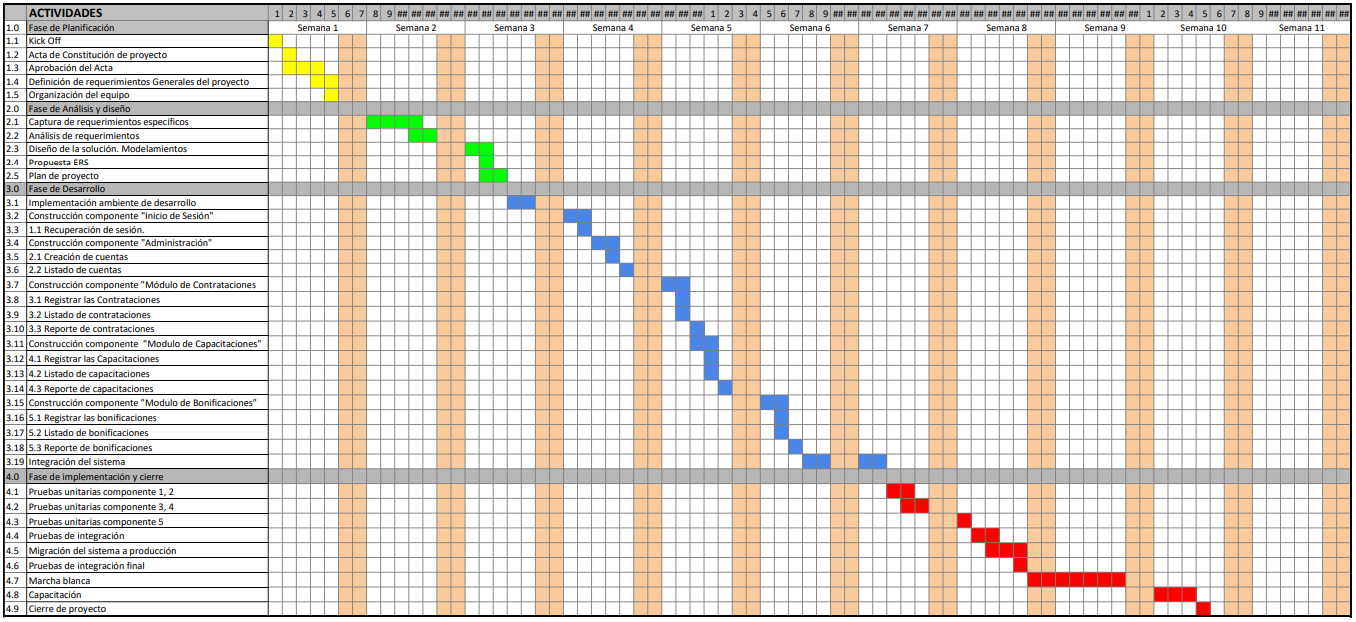 ACTIVIDADES 1 2 3 4 5 6 7 8 9 ## ## ## ## ## ## ## ## ## ## ## ## ## ## ## ## ## ## ## ## ## ## 1 2 3 4 5 6 7 8 9 ## ## ## ## ## ## ## ## ## ## ## ## ## ## ## ## ## ## ## ## ## ## 1 2 3 4 5 6 7 8 9 ## ## ## ## ## ##
1.0 Fase de Planificación Semana 1 Semana 2 Semana 3 Semana 4 Semana 5 Semana 6 Semana 7 Semana 8 Semana 9 Semana 10 Semana 11
1.1 Kick Off
1.2 Acta de Constitución de proyecto
1.3 Aprobación del Acta
1.4 Definición de requerimientos Generales del proyecto
1.5 Organización del equipo
2.0 Fase de Análisis y diseño
2.1 Captura de requerimientos específicos
2.2 Análisis de requerimientos
2.3 Diseño de la solución. Modelamientos
2.4 Propuesta ERS
2.5 Plan de proyecto
3.0 Fase de Desarrollo
3.1 Implementación ambiente de desarrollo
3.2 Construcción componente "Inicio de Sesión"
3.3 1.1 Recuperación de sesión.
3.4 Construcción componente "Administración"
3.5 2.1 Creación de cuentas
3.6 2.2 Listado de cuentas
3.7 Construcción componente "Módulo de Contrataciones
3.8 3.1 Registrar las Contrataciones
3.9 3.2 Listado de contrataciones
3.10 3.3 Reporte de contrataciones
3.11 Construcción componente "Modulo de Capacitaciones"
3.12 4.1 Registrar las Capacitaciones
3.13 4.2 Listado de capacitaciones
3.14 4.3 Reporte de capacitaciones
3.15 Construcción componente "Modulo de Bonificaciones"
3.16 5.1 Registrar las bonificaciones
3.17 5.2 Listado de bonificaciones
3.18 5.3 Reporte de bonificaciones
3.19 Integración del sistema
4.0 Fase de implementación y cierre
4.1 Pruebas unitarias componente 1, 2
4.2 Pruebas unitarias componente 3, 4
4.3 Pruebas unitarias componente 5
4.4 Pruebas de integración
4.5 Migración del sistema a producción
4.6 Pruebas de integración final
4.7 Marcha blanca
4.8 Capacitación
4.9 Cierre de proyecto